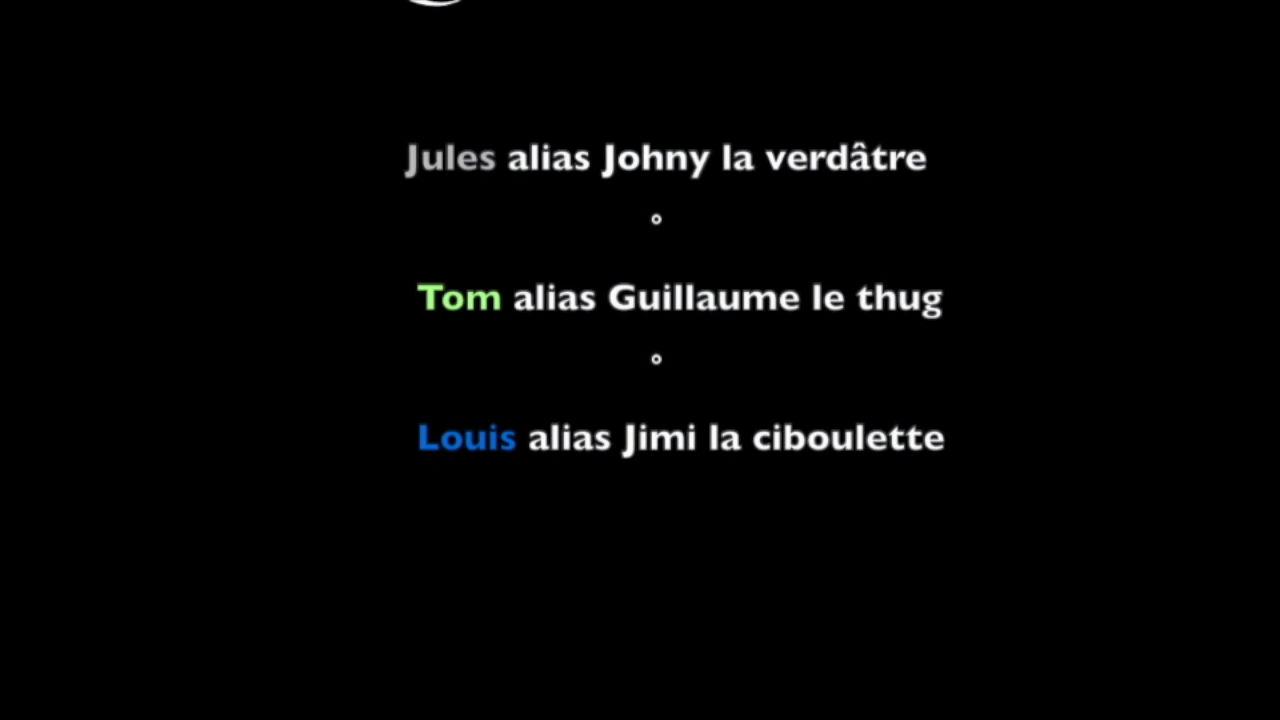 Jules alias Johny la verdâtre
°
Tom alias Guillaume le thug
°
Louis alias Jimi la ciboulette